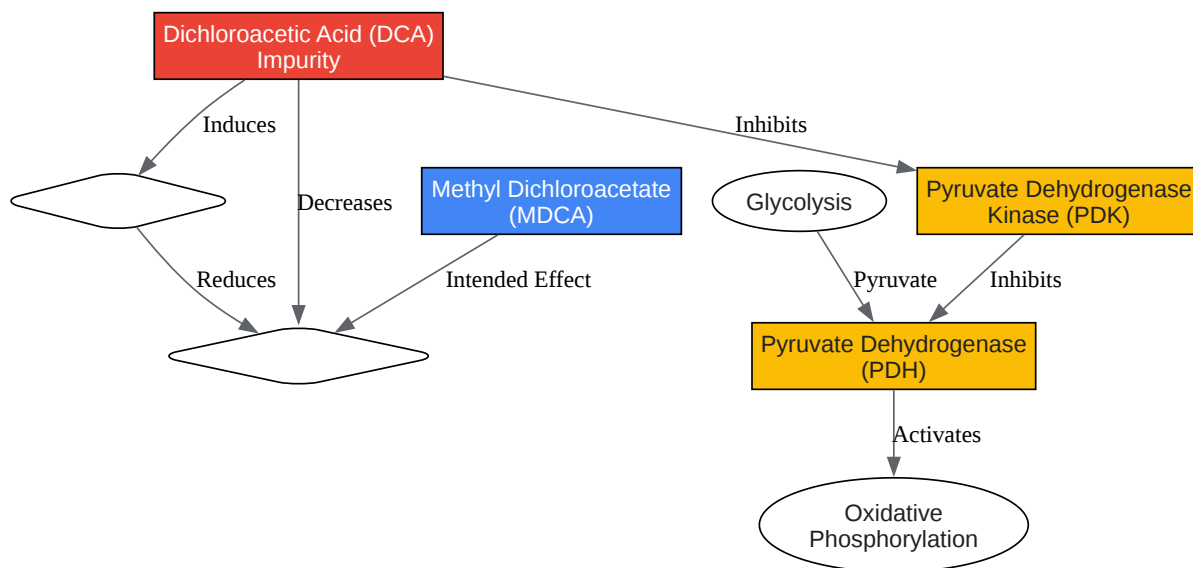 Dichloroacetic Acid (DCA)
Impurity
Induces
Inhibits
Decreases
Methyl Dichloroacetate
(MDCA)
Glycolysis
Pyruvate Dehydrogenase
Kinase (PDK)
Reduces
Intended Effect
Pyruvate
Inhibits
Pyruvate Dehydrogenase
(PDH)
Activates
Oxidative
Phosphorylation